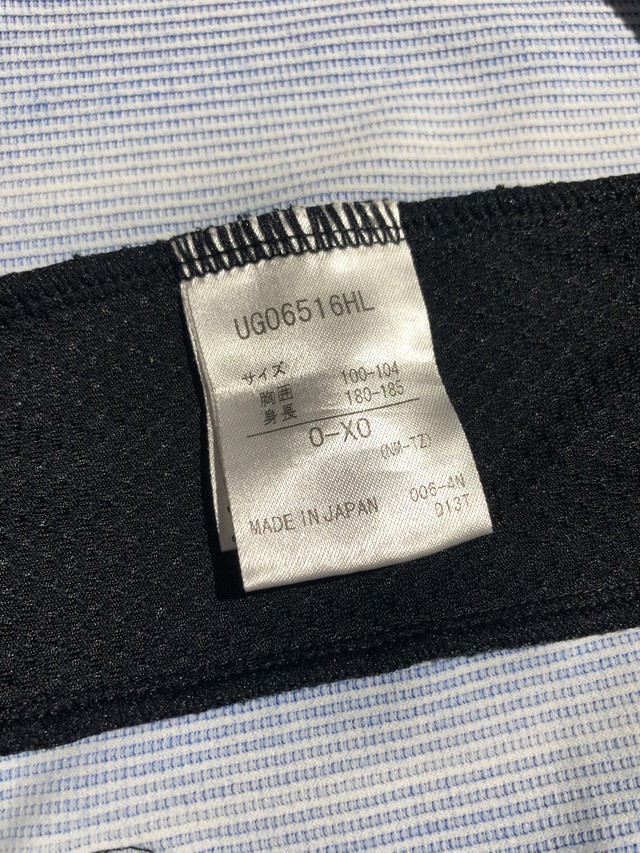 UG06516HL
サイズ
胸囲 100-104
身長 180-185
O-XO
(NM-TZ)
006-4N
MADE IN JAPAN D13T